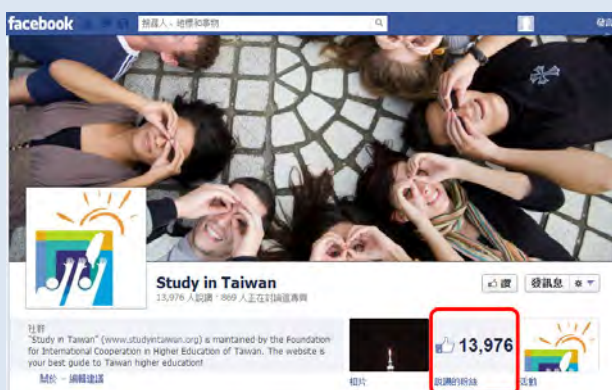 facebook
搜尋人、地標和事物
Study in Taiwan
13,976 人說讚 · 869 人正在討論這專頁
讚
發訊息
社群
"Study in Taiwan" (www.studyintaiwan.org) is maintained by the Foundation
for International Cooperation in Higher Education of Taiwan. The website is
your best guide to Taiwan higher education!
關於 - 編輯建議
相片
13,976
說讚的粉絲
活動